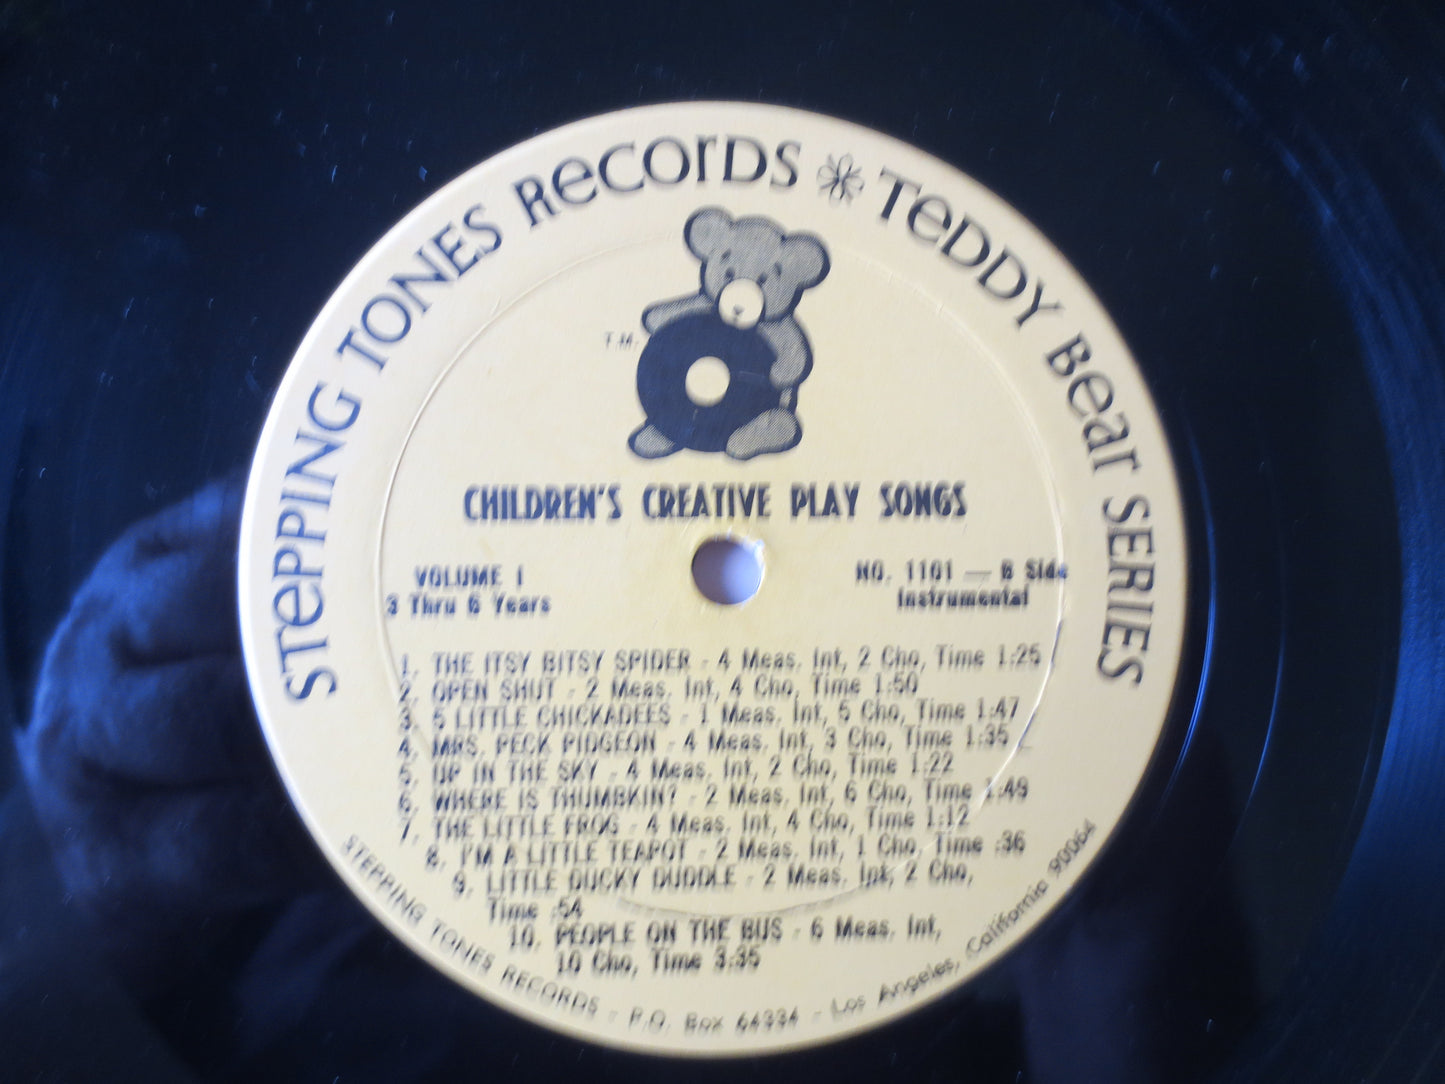 STEPPING TONES RECORDS TEDDY BEAR SERIES
T.M.
CHILDREN'S CREATIVE PLAY SONGS
VOLUME I
3 Thru 6 Years
NO. 1101 — B Side
Instrumental
1. THE ITSY BITSY SPIDER - 4 Meas. Int, 2 Cho, Time 1:25
2. OPEN SHUT - 2 Meas. Int, 4 Cho, Time 1:50
3. 5 LITTLE CHICKADEES - 1 Meas. Int, 5 Cho, Time 1:47
4. MRS. PECK PIDGEON - 4 Meas. Int, 3 Cho, Time 1:35
5. UP IN THE SKY - 4 Meas. Int, 2 Cho, Time 1:22
6. WHERE IS THUMBKIN? - 2 Meas. Int, 6 Cho, Time 1:49
7. THE LITTLE FROG - 4 Meas. Int, 4 Cho, Time 1:12
8. I'M A LITTLE TEAPOT - 2 Meas. Int, 1 Cho, Time :36
9. LITTLE DUCKY DUDDLE - 2 Meas. Int, 2 Cho,
Time :54
10. PEOPLE ON THE BUS - 6 Meas. Int,
10 Cho, Time 3:35
STEPPING TONES RECORDS - P.O. Box 64334 - Los Angeles, California 90064